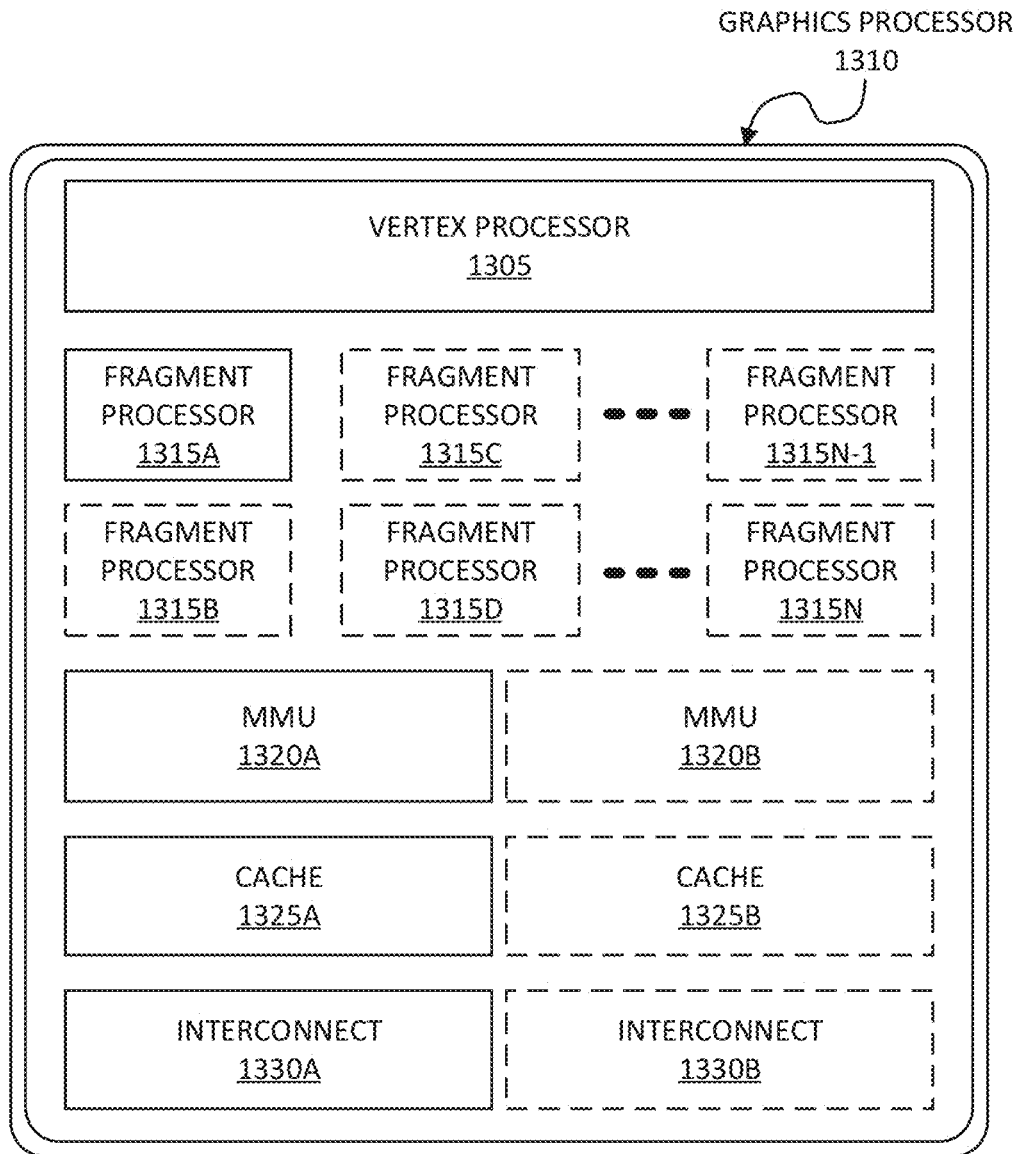 GRAPHICS PROCESSOR
1310
VERTEX PROCESSOR
1305
FRAGMENT
PROCESSOR
1315A
FRAGMENT
PROCESSOR
1315C
FRAGMENT
PROCESSOR
1315N-1
FRAGMENT
PROCESSOR
1315B
FRAGMENT
PROCESSOR
1315D
FRAGMENT
PROCESSOR
1315N
MMU
1320A
MMU
1320B
CACHE
1325A
CACHE
1325B
INTERCONNECT
1330A
INTERCONNECT
1330B